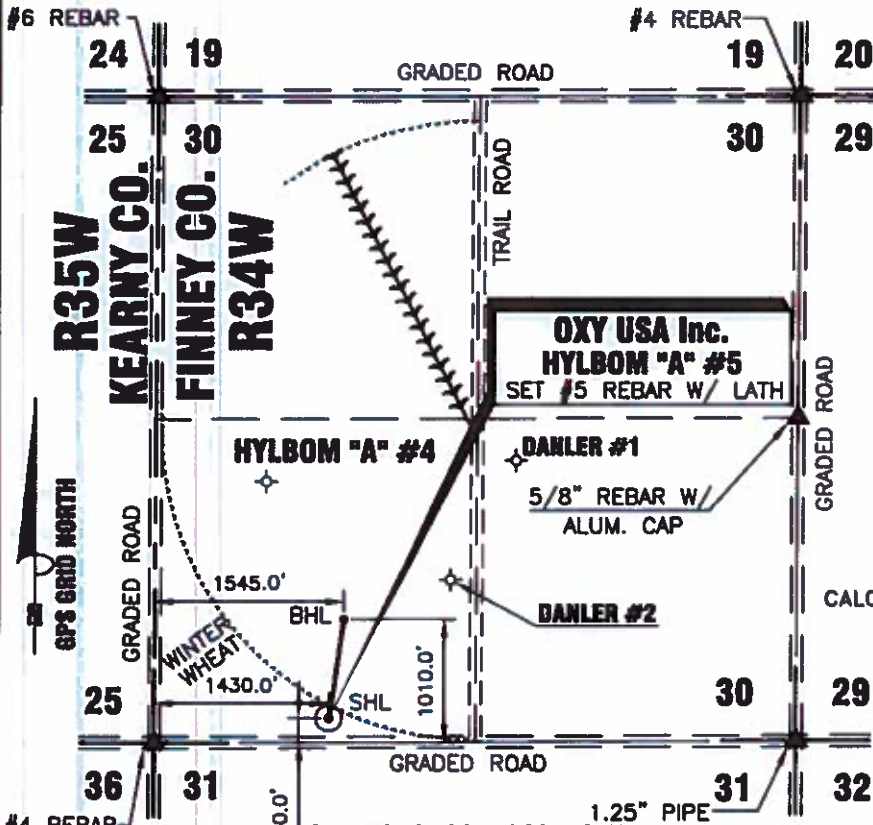 #6 REBAR
#4 REBAR
24 19
19 20
GRADED ROAD
25 30
30 29
R35W
KEARNY CO.
FINNEY CO.
R34W
TRAIL ROAD
OXY USA Inc.
HYLBOM "A" #5
SET #5 REBAR W/ LATH
GRADED ROAD
HYLBOM "A" #4
DANLER #1
5/8" REBAR W/
ALUM. CAP
GPS GRID NORTH
GRADED ROAD
1545.0'
BHL
DANLER #2
WINTER
WHEAT
1430.0'
SHL
1010.0'
25
30 29
GRADED ROAD
36 31
31 32
#4 REBAR
1.25" PIPE